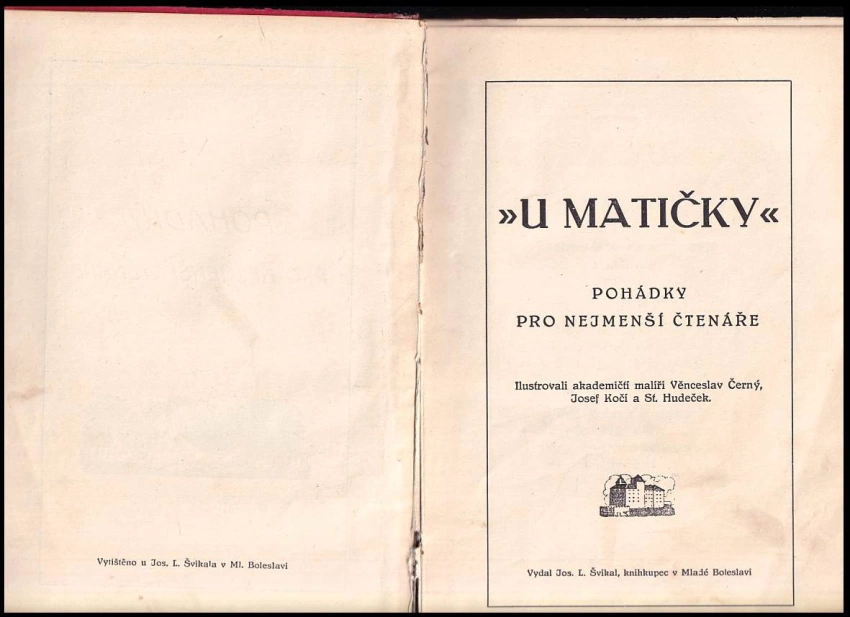 Vytištěno u Jos. L. Švikala v Ml. Boleslavi
»U MATIČKY«
POHÁDKY
PRO NEJMENŠÍ ČTENÁŘE
Ilustrovali akademičtí malíři Věnceslav Černý,
Josef Kočí a St. Hudeček.
Vydal Jos. L. Švikal, knihkupec v Mladé Boleslavi